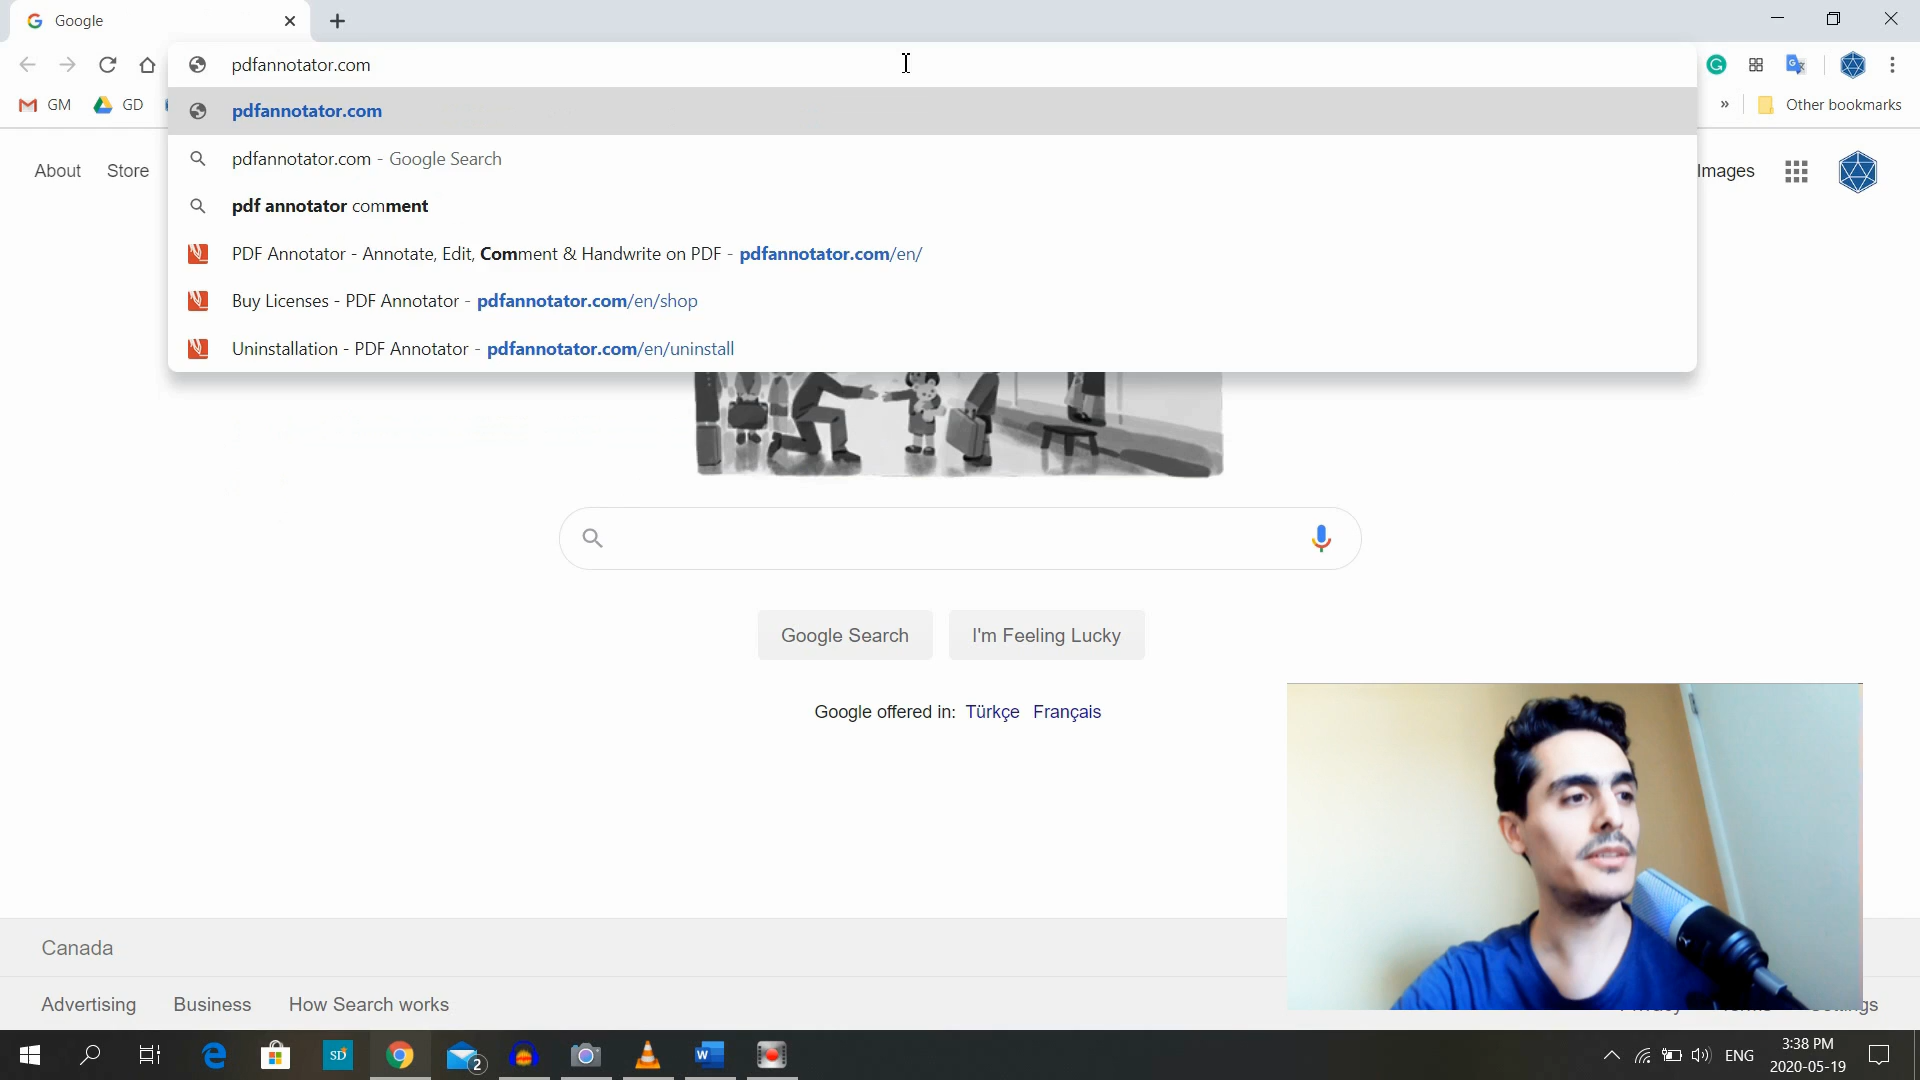 Google
pdfannotator.com
GM
GD
Other bookmarks
pdfannotator.com
pdfannotator.com - Google Search
pdf annotator comment
PDF Annotator - Annotate, Edit, Comment & Handwrite on PDF - pdfannotator.com/en/
Buy Licenses - PDF Annotator - pdfannotator.com/en/shop
Uninstallation - PDF Annotator - pdfannotator.com/en/uninstall
About Store
Images
Google Search
I'm Feeling Lucky
Google offered in: Türkçe Français
Canada
Advertising Business How Search works
SD
2
W
ENG
3:38 PM
2020-05-19